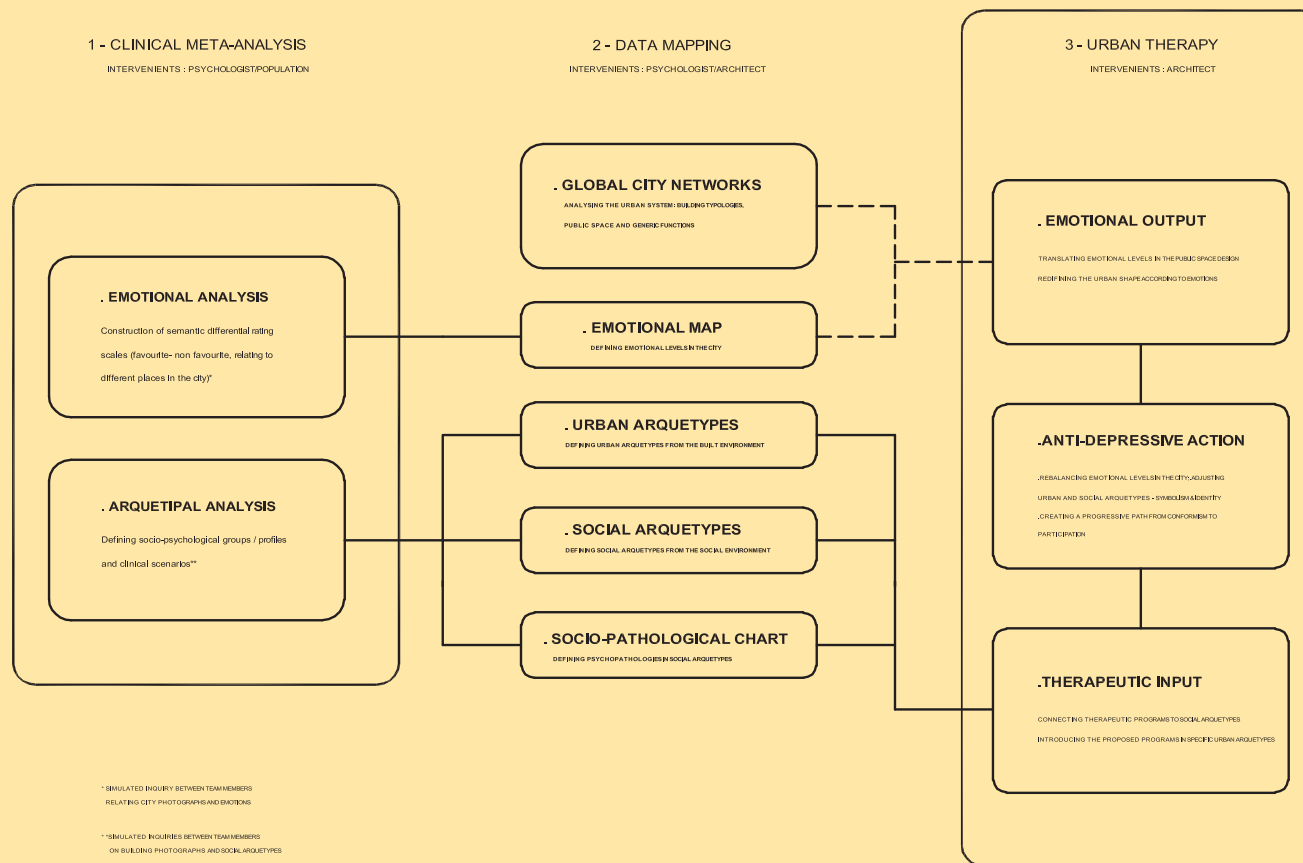 1 - CLINICAL META-ANALYSIS
INTERVENIENTS : PSYCHOLOGIST/POPULATION
. EMOTIONAL ANALYSIS
Construction of semantic differential rating
scales (favourite- non favourite, relating to
different places in the city)*
. ARQUETIPAL ANALYSIS
Defining socio-psychological groups / profiles
and clinical scenarios**
* SIMULATED INQUIRY BETWEEN TEAM MEMBERS
RELATING CITY PHOTOGRAPHS AND EMOTIONS
* *SIMULATED INQUIRIES BETWEEN TEAM MEMBERS
ON BUILDING PHOTOGRAPHS AND SOCIAL ARQUETYPES
2 - DATA MAPPING
INTERVENIENTS : PSYCHOLOGIST/ARCHITECT
. GLOBAL CITY NETWORKS
ANALYSING THE URBAN SYSTEM: BUILDING TYPOLOGIES,
PUBLIC SPACE AND GENERIC FUNCTIONS
. EMOTIONAL MAP
DEFINING EMOTIONAL LEVELS IN THE CITY
. URBAN ARQUETYPES
DEFINING URBAN ARQUETYPES FROM THE BUILT ENVIRONMENT
. SOCIAL ARQUETYPES
DEFINING SOCIAL ARQUETYPES FROM THE SOCIAL ENVIRONMENT
. SOCIO-PATHOLOGICAL CHART
DEFINING PSYCHOPATHOLOGIES IN SOCIAL ARQUETYPES
3 - URBAN THERAPY
INTERVENIENTS : ARCHITECT
. EMOTIONAL OUTPUT
TRANSLATING EMOTIONAL LEVELS IN THE PUBLIC SPACE DESIGN
REDIFINING THE URBAN SHAPE ACCORDING TO EMOTIONS
.ANTI-DEPRESSIVE ACTION
.REBALANCING EMOTIONAL LEVELS IN THE CITY: ADJUSTING
URBAN AND SOCIAL ARQUETYPES - SYMBOLISM & IDENTITY
.CREATING A PROGRESSIVE PATH FROM CONFORMISM TO
PARTICIPATION
.THERAPEUTIC INPUT
CONNECTING THERAPEUTIC PROGRAMS TO SOCIAL ARQUETYPES
INTRODUCING THE PROPOSED PROGRAMS IN SPECIFIC URBAN ARQUETYPES